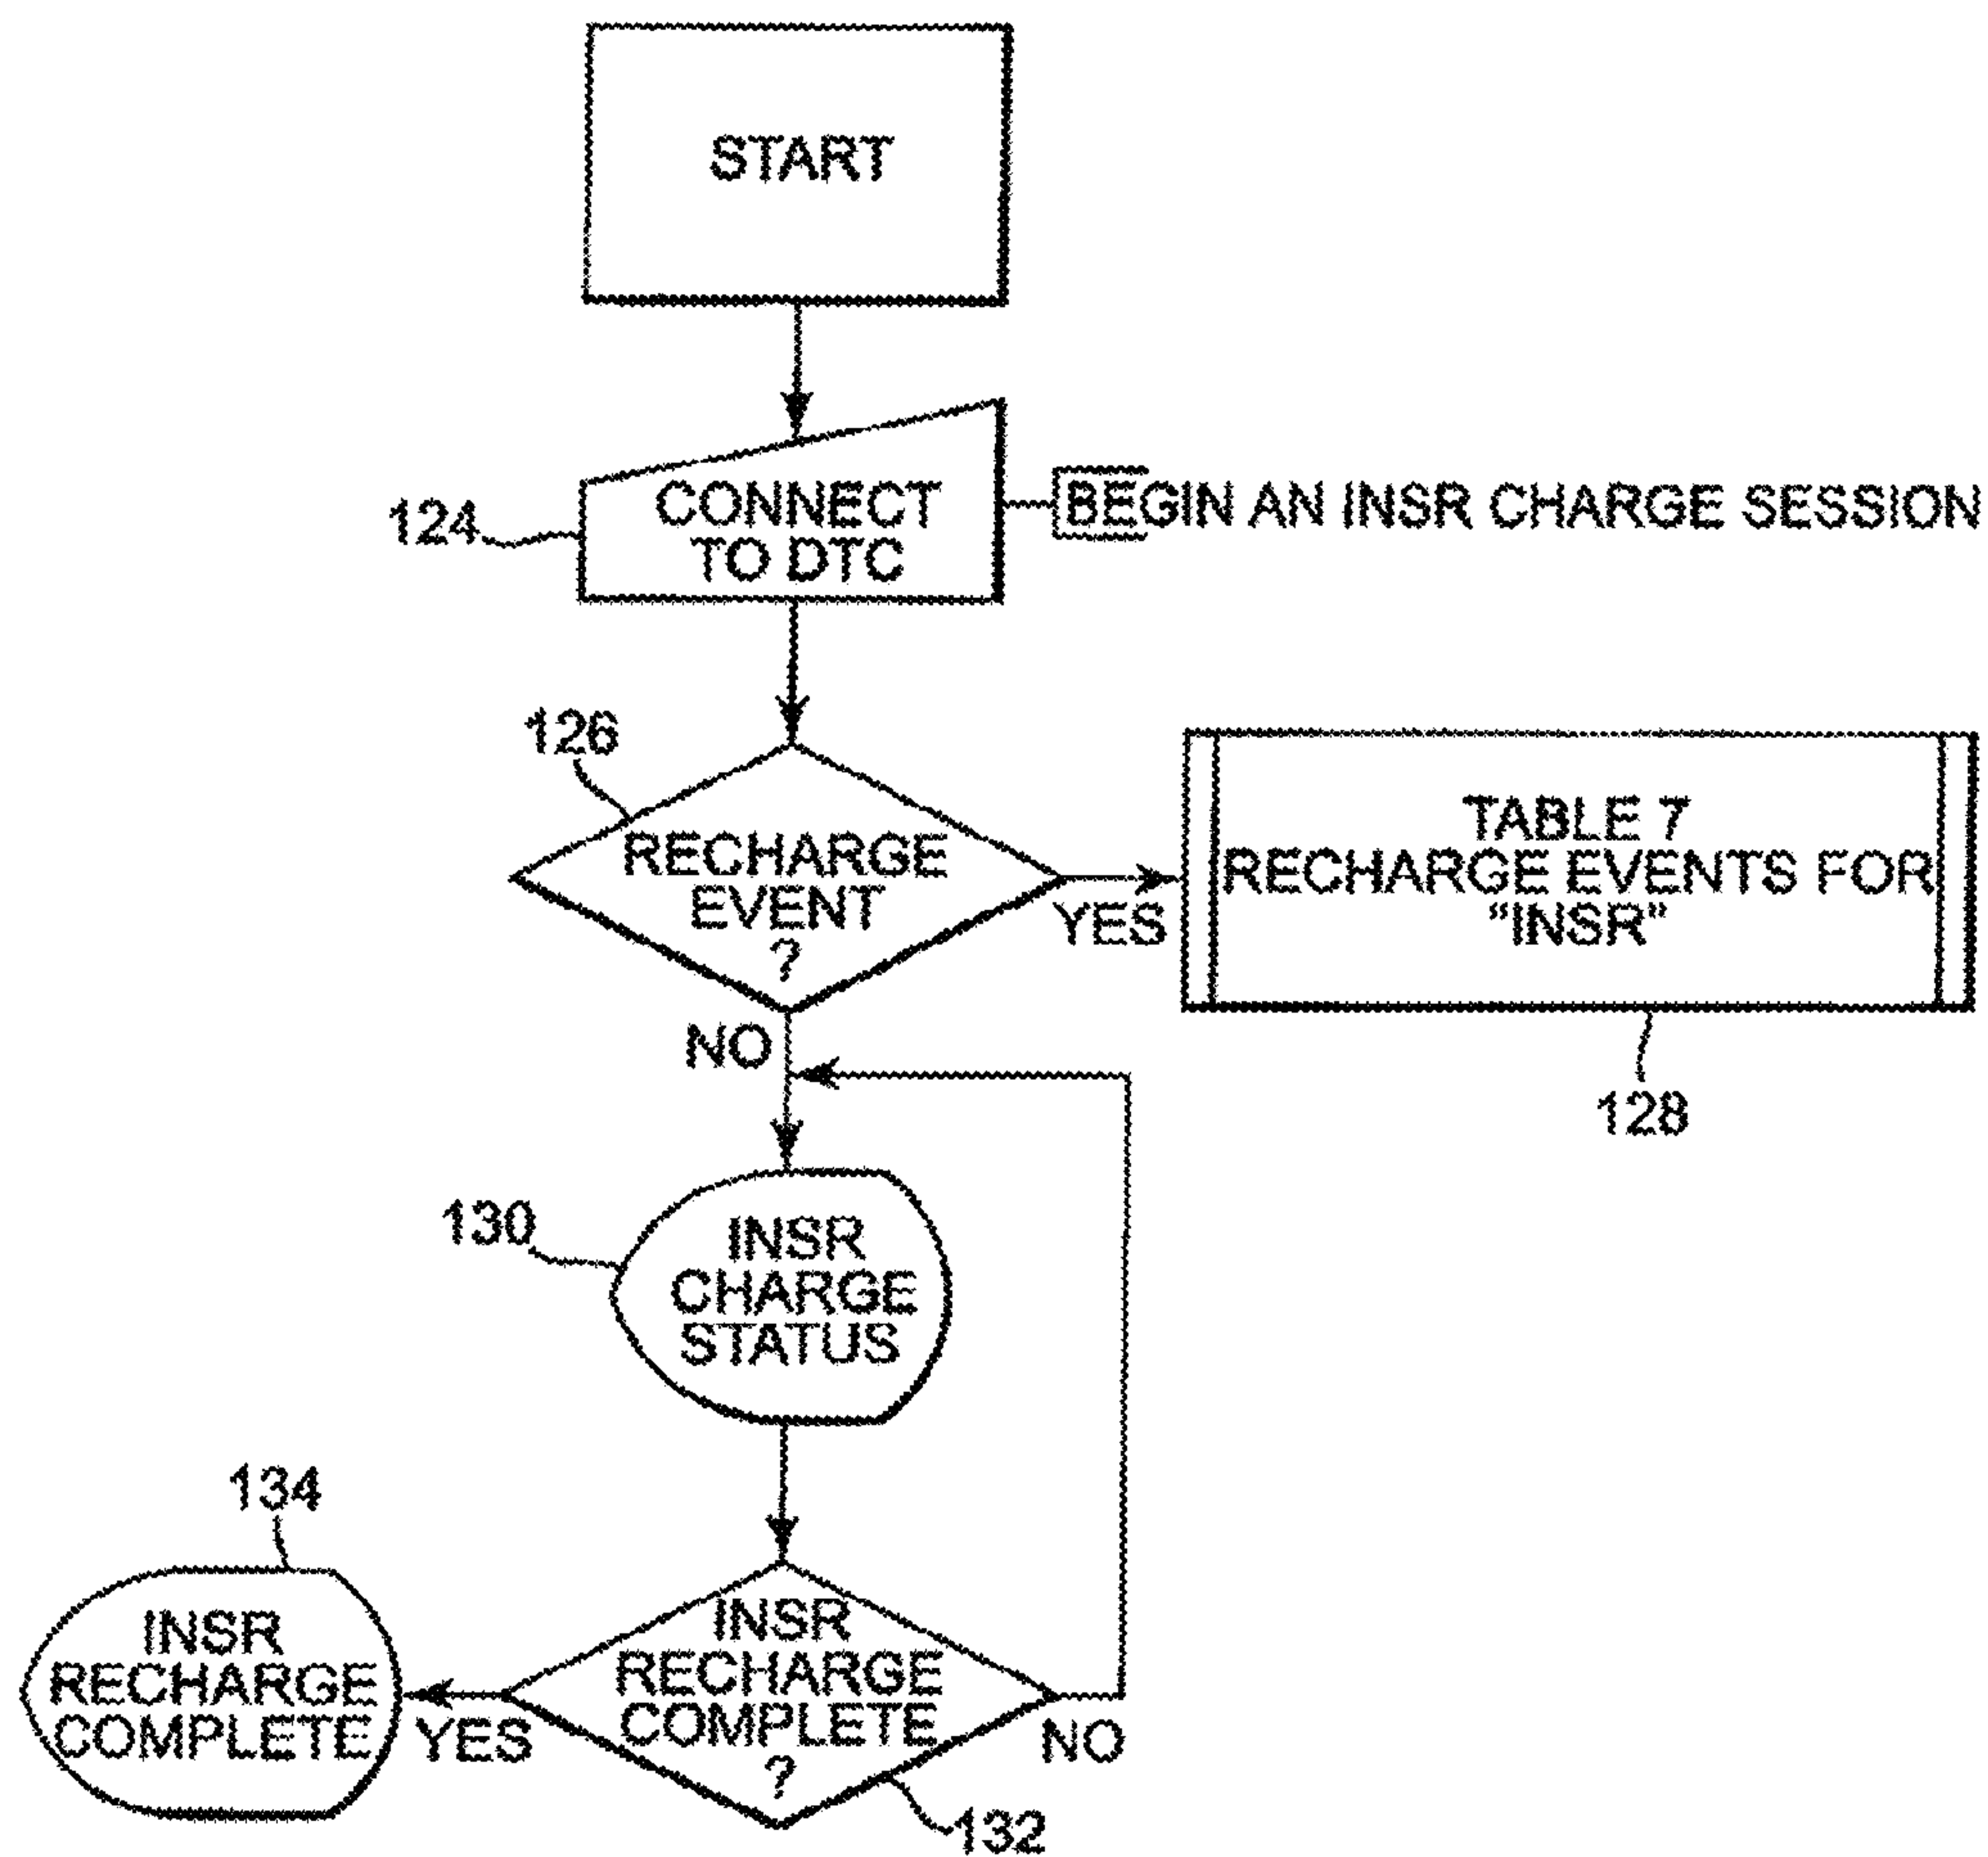 START
CONNECT
TO DTC
BEGIN AN INSR CHARGE SESSION
124
126
RECHARGE
EVENT
?
YES
TABLE 7
RECHARGE EVENTS FOR
"INSR"
128
NO
130
INSR
CHARGE
STATUS
134
INSR
RECHARGE
COMPLETE
YES
INSR
RECHARGE
COMPLETE
?
NO
132